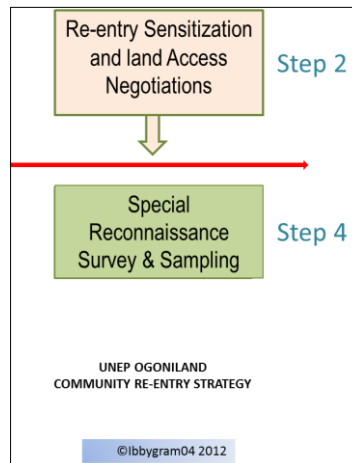 Re-entry Sensitization
and land Access
Negotiations
Step 2
Special
Reconnaissance
Survey & Sampling
Step 4
UNEP OGONILAND
COMMUNITY RE-ENTRY STRATEGY
©Ibbygram04 2012